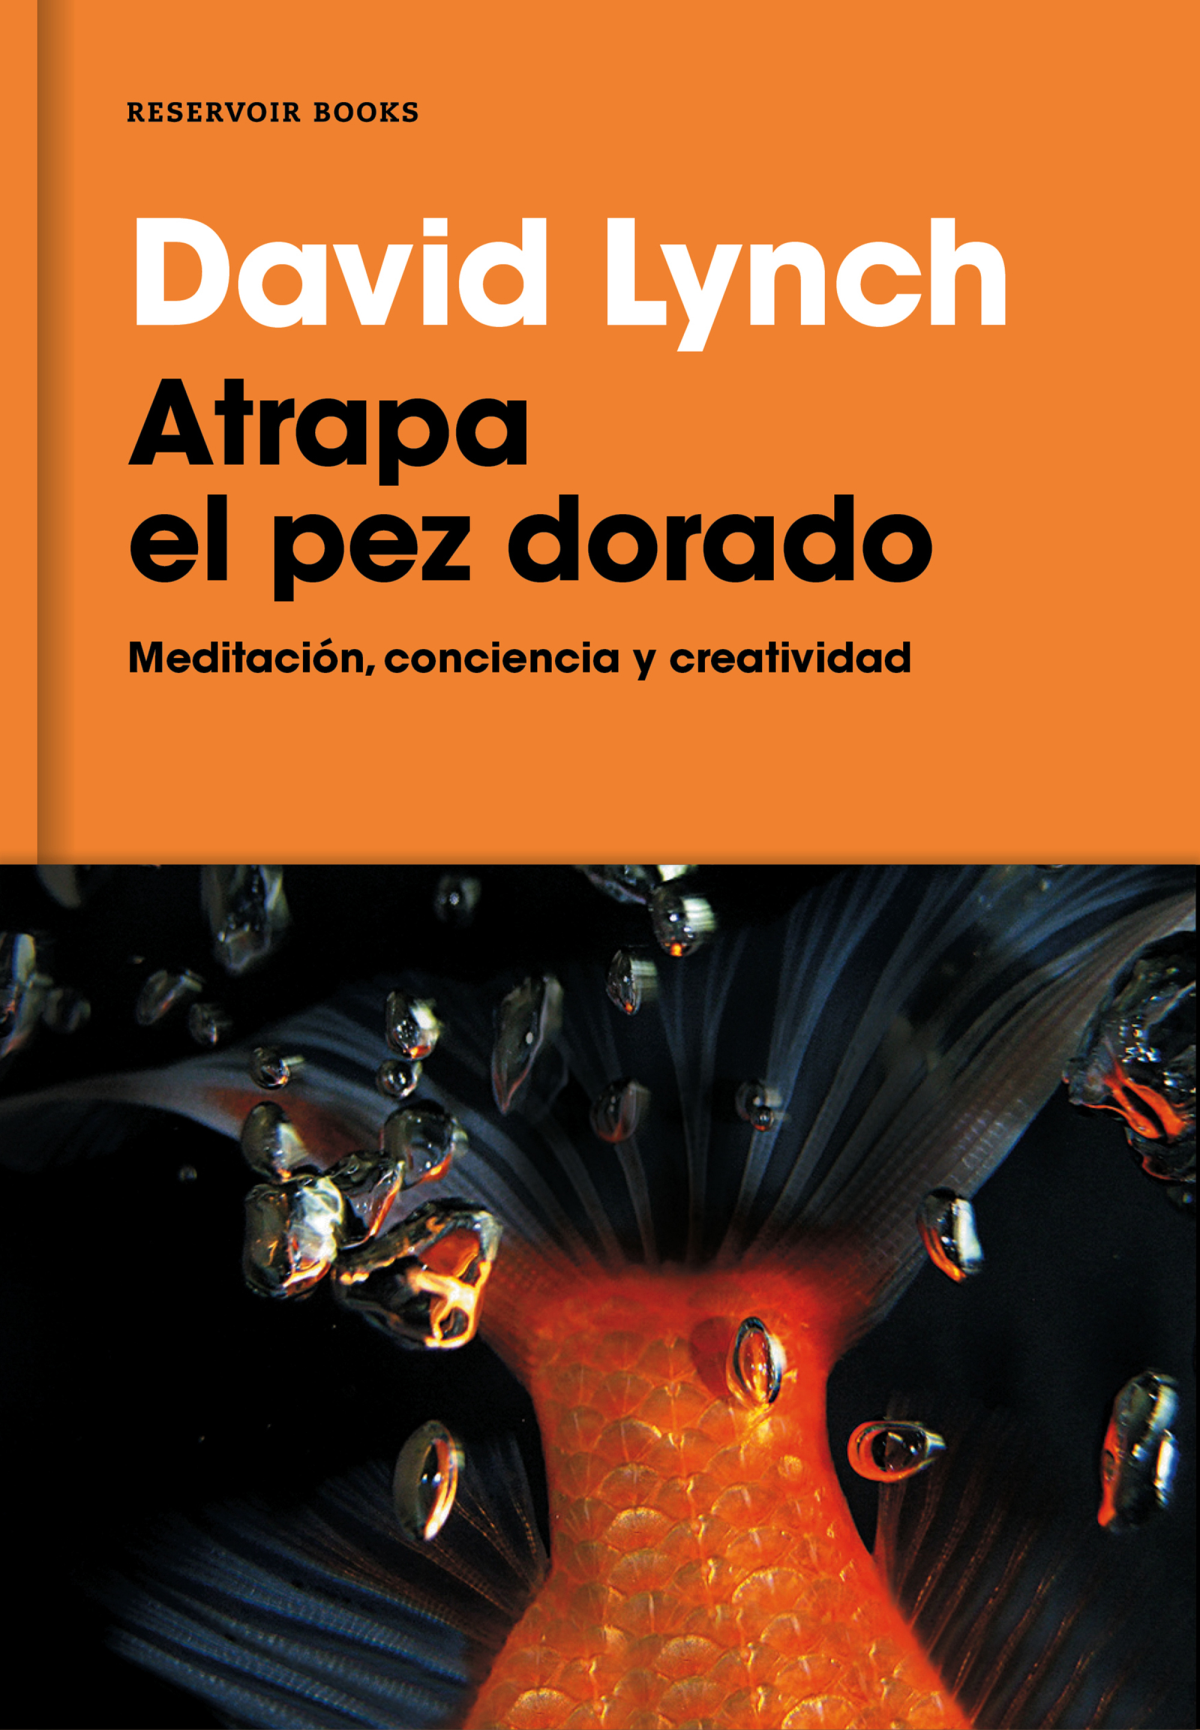 RESERVOIR BOOKS
David Lynch
Atrapa
el pez dorado
Meditación, conciencia y creatividad